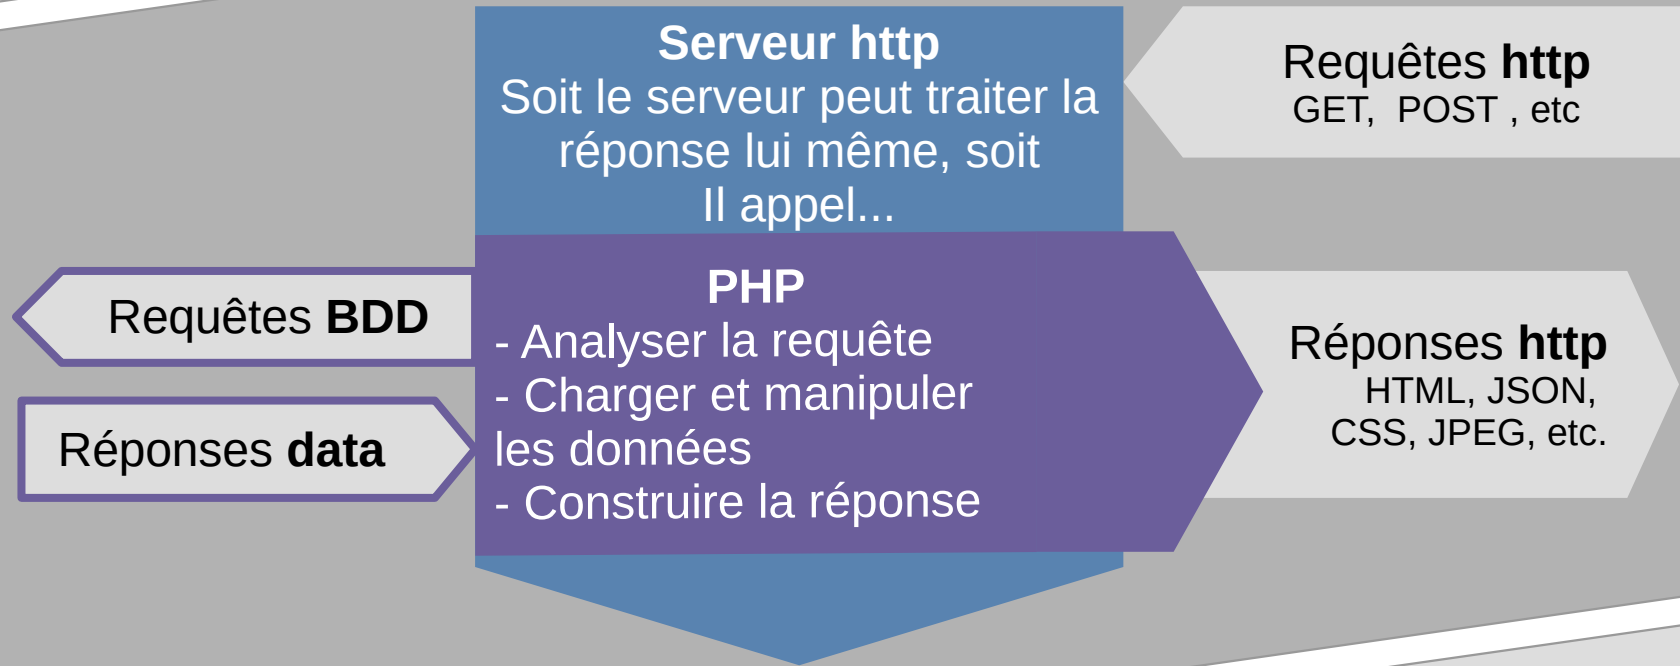 Serveur http
Soit le serveur peut traiter la
réponse lui même, soit
Il appel...
Requêtes http
GET, POST , etc
Requêtes BDD
Réponses data
PHP
- Analyser la requête
- Charger et manipuler
les données
- Construire la réponse
Réponses http
HTML, JSON,
CSS, JPEG, etc.